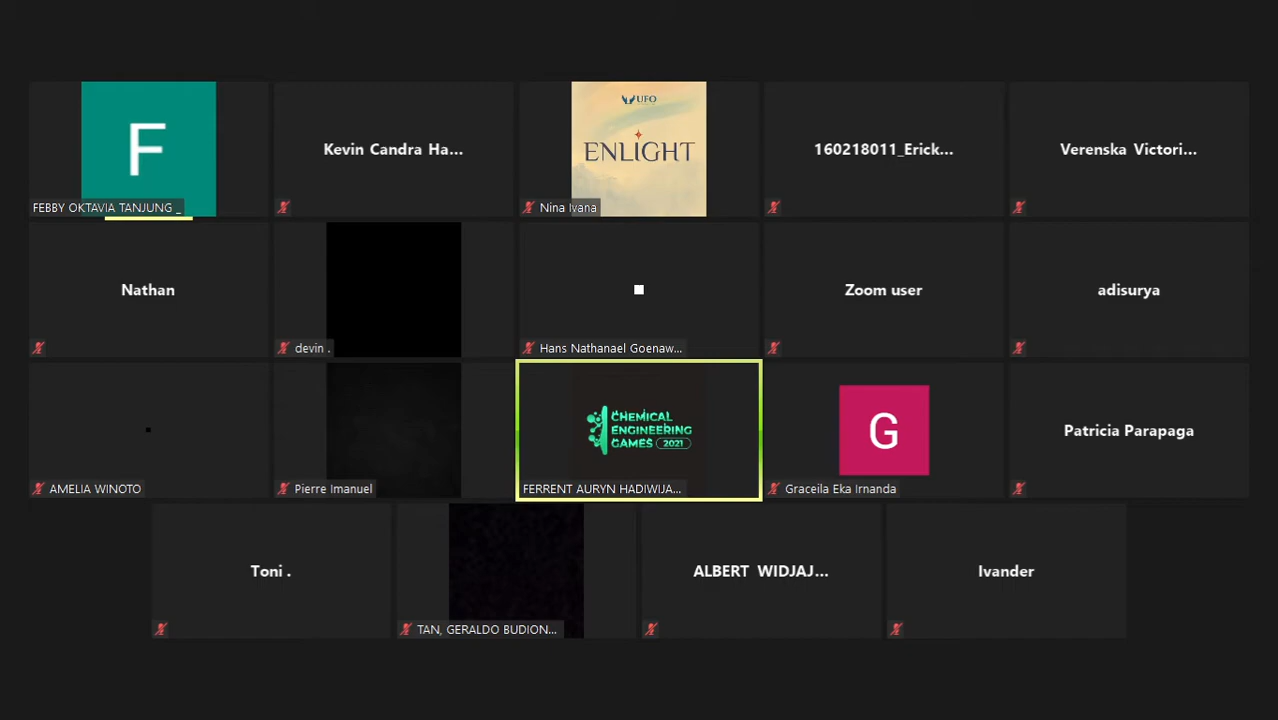 F
FEBBY OKTAVIA TANJUNG _
Kevin Candra Ha...
UFO
ENLIGHT
Nina Ivana
160218011_Erick...
Verenska Victori...
Nathan
devin .
Hans Nathanael Goenaw...
Zoom user
adisurya
AMELIA WINOTO
Pierre Imanuel
CHEMICAL
ENGINEERING
GAMES 2021
FERRENT AURYN HADIWIJA...
G
Graceila Eka Irnanda
Patricia Parapaga
Toni .
TAN, GERALDO BUDION...
ALBERT WIDJAJ...
Ivander